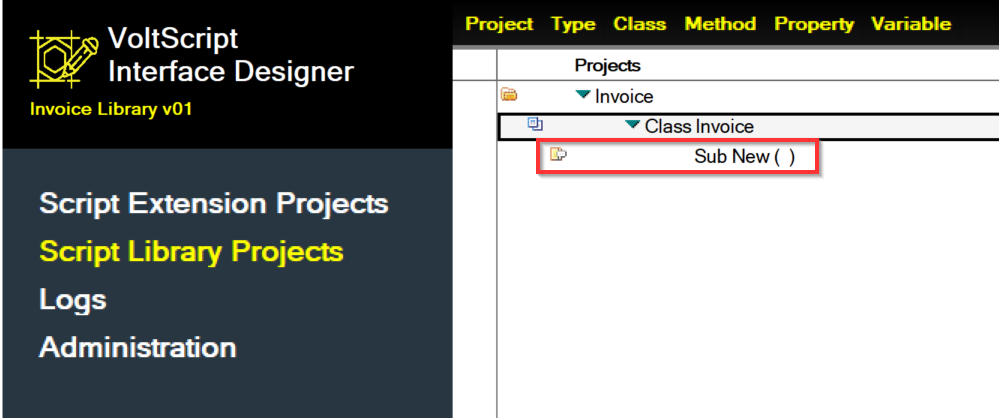 VoltScript
Interface Designer
Invoice Library v01
Script Extension Projects
Script Library Projects
Logs
Administration
Project Type Class Method Property Variable
Projects
Invoice
Class Invoice
Sub New ( )